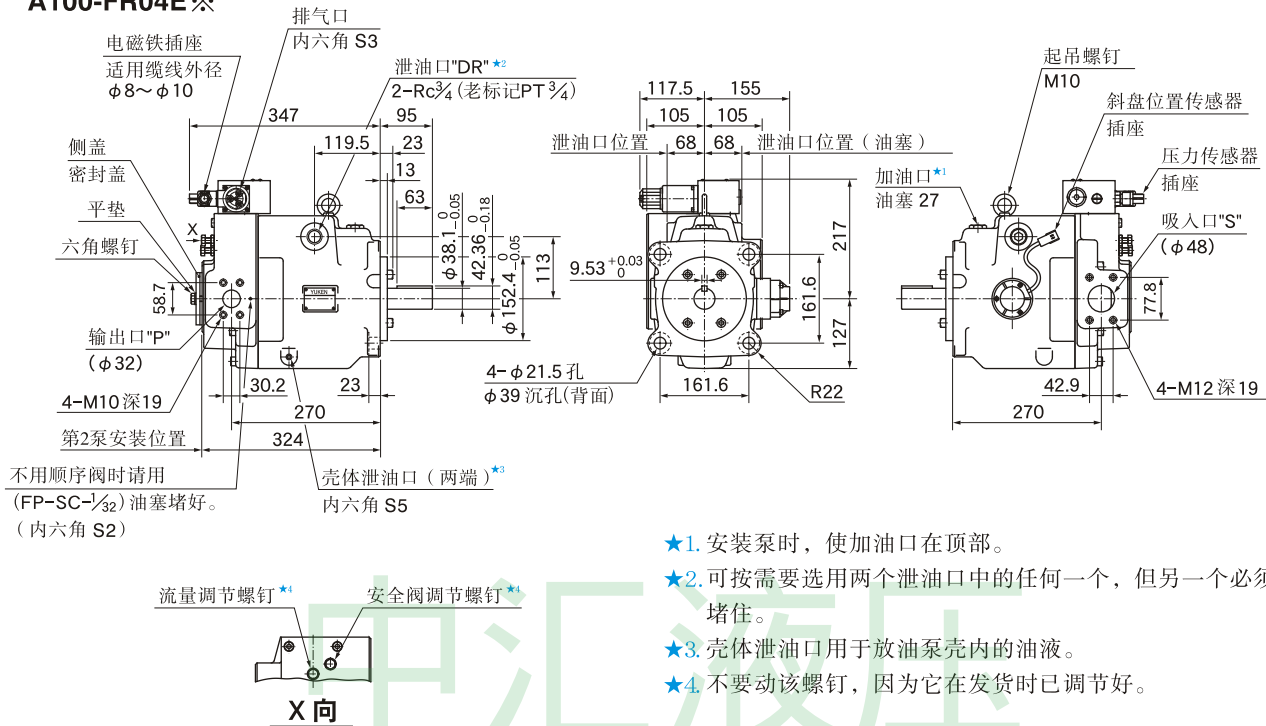 A100-FR04E※
排气口
内六角 S3
电磁铁插座
适用缆线外径
φ8～φ10
泄油口"DR"★2
2-Rc¾(老标记PT ¾)
347
95
119.5
23
13
63
侧盖
密封盖
平垫
X
六角螺钉
58.7
YUKEN
φ38.1 0 -0.05
42.36 0 -0.18
φ152.4 0 -0.05
113
输出口"P"
(φ32)
4-M10 深19
30.2
23
270
第2泵安装位置
324
不用顺序阀时请用
(FP-SC-1/32)油塞堵好。
(内六角 S2)
壳体泄油口(两端)★3
内六角 S5
117.5
155
105
105
泄油口位置
68
68
泄油口位置(油塞)
9.53 +0.03 0
217
161.6
127
4-φ21.5 孔
φ39 沉孔(背面)
161.6
R22
起吊螺钉
M10
斜盘位置传感器
插座
压力传感器
插座
加油口★1
油塞 27
吸入口"S"
(φ48)
77.8
42.9
4-M12 深19
270
流量调节螺钉★4
安全阀调节螺钉★4
X 向
★1. 安装泵时，使加油口在顶部。
★2. 可按需要选用两个泄油口中的任何一个，但另一个必须
堵住。
★3. 壳体泄油口用于放油泵壳内的油液。
★4. 不要动该螺钉，因为它在发货时已调节好。
中汇液压